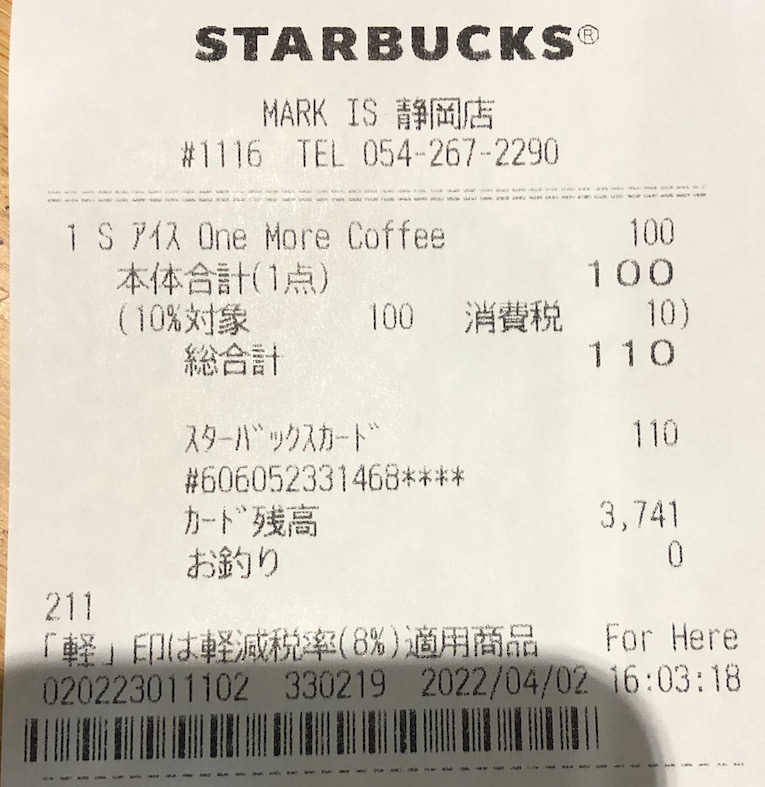 STARBUCKS®
MARK IS 静岡店
#1116 TEL 054-267-2290
1 S ｱｲｽ One More Coffee 100
本体合計(1点) 100
(10%対象 100 消費税 10)
総合計 110
ｽﾀｰﾊﾞｯｸｽｶｰﾄﾞ 110
#606052331468****
ｶｰﾄﾞ残高 3,741
お釣り 0
211
「軽」印は軽減税率(8%)適用商品 For Here
020223011102 330219 2022/04/02 16:03:18